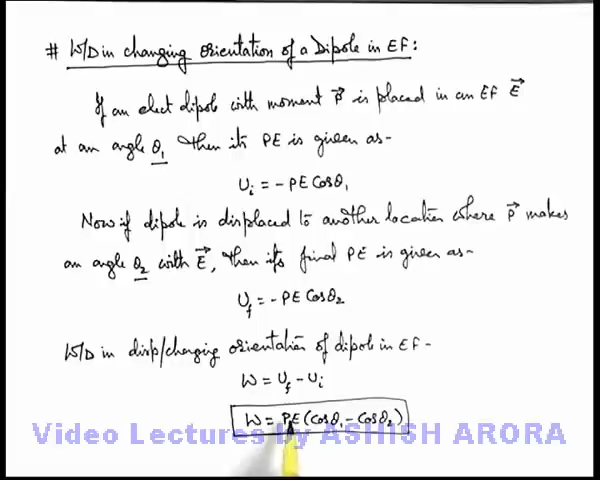 # W/D in changing orientation of a Dipole in EF:
If an elect dipole with moment P⃗ is placed in an EF E⃗
at an angle θ₁ then its PE is given as-
Uᵢ = - PE Cosθ₁
Now if dipole is displaced to another location where P⃗ makes
an angle θ₂ with E⃗, then its final PE is given as-
U_f = - PE Cosθ₂
W/D in disp/changing orientation of dipole in EF-
W = U_f - Uᵢ
W = PE (Cosθ₁ - Cosθ₂)
Video Lectures by ASHISH ARORA